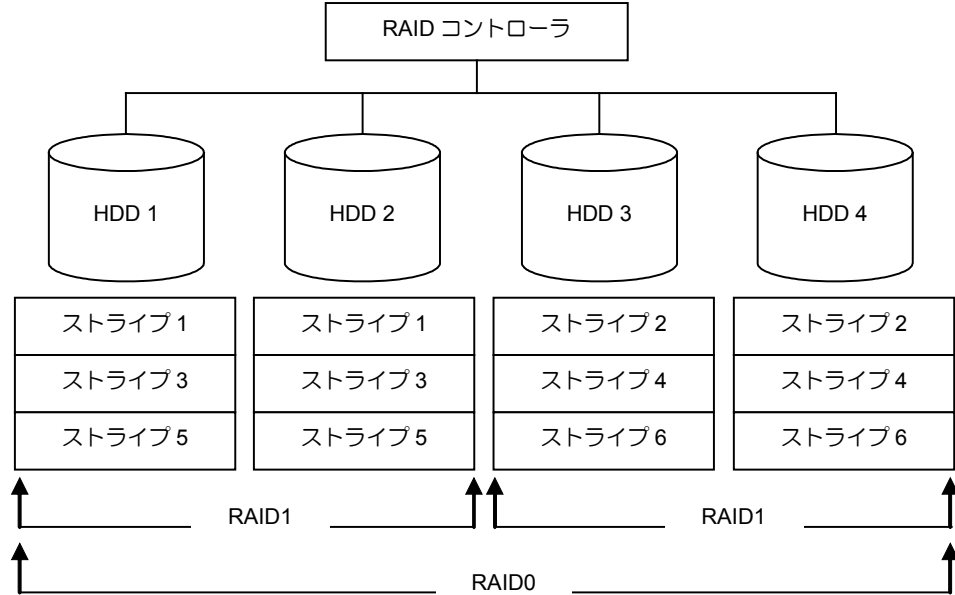 RAID コントローラ
HDD 1
HDD 2
HDD 3
HDD 4
ストライプ 1
ストライプ 1
ストライプ 2
ストライプ 2
ストライプ 3
ストライプ 3
ストライプ 4
ストライプ 4
ストライプ 5
ストライプ 5
ストライプ 6
ストライプ 6
RAID1
RAID1
RAID0